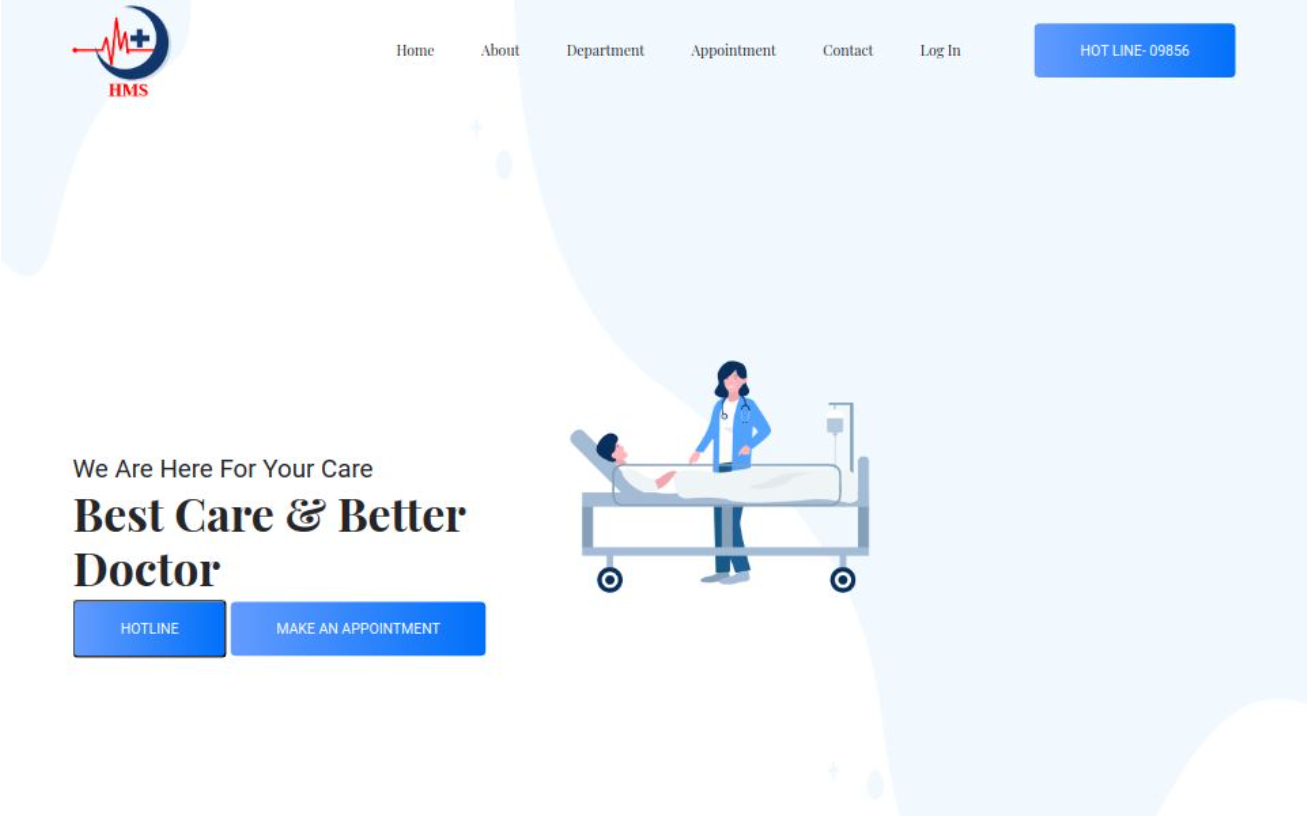 HMS
Home About Department Appointment Contact Log In HOT LINE- 09856
We Are Here For Your Care
Best Care & Better
Doctor
HOTLINE MAKE AN APPOINTMENT